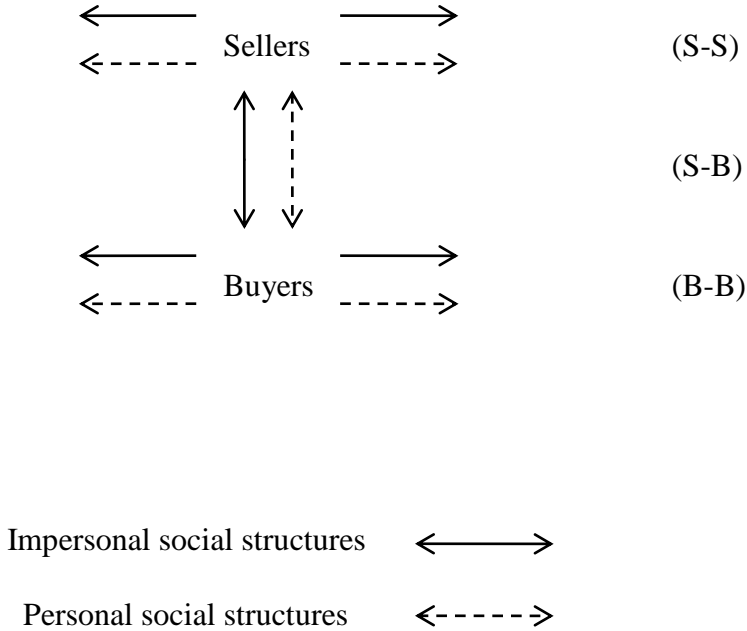 Sellers (S-S)
(S-B)
Buyers (B-B)
Impersonal social structures
Personal social structures